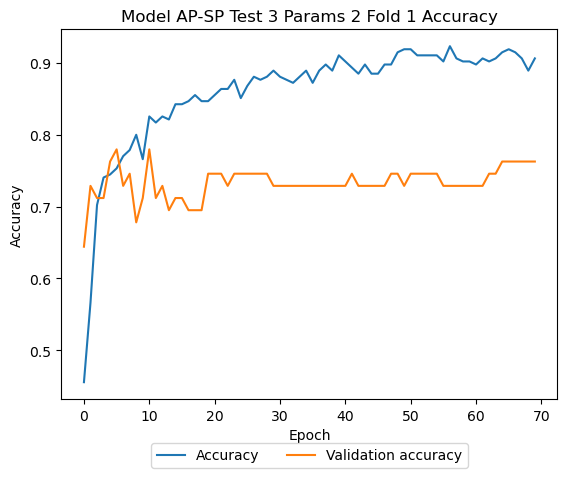 Model AP-SP Test 3 Params 2 Fold 1 Accuracy
0.9
0.8
0.7
0.6
0.5
Accuracy
0 10 20 30 40 50 60 70
Epoch
Accuracy Validation accuracy